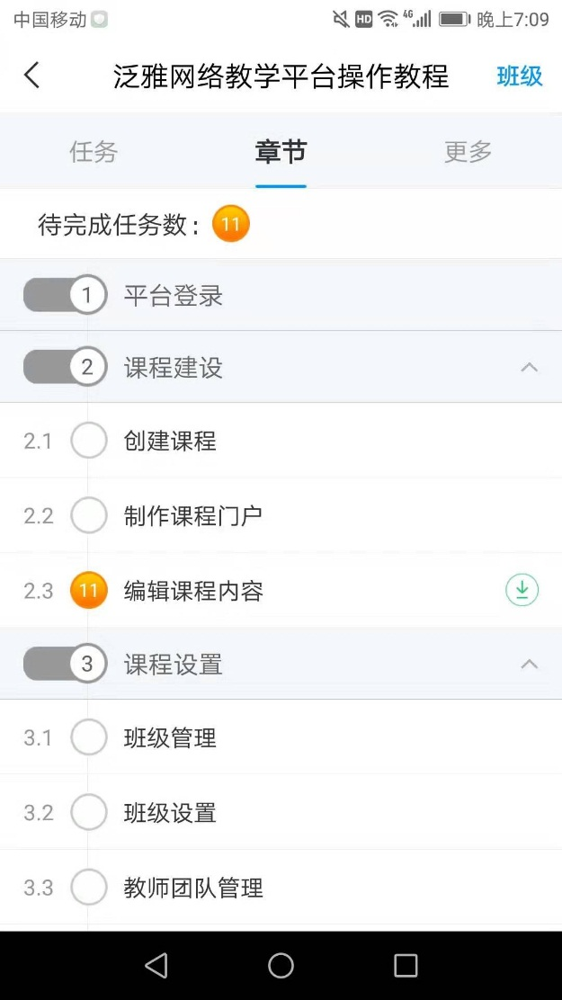 中国移动 HD 4G 晚上7:09
泛雅网络教学平台操作教程 班级
任务 章节 更多
待完成任务数： 11
1 平台登录
2 课程建设
2.1 创建课程
2.2 制作课程门户
2.3 11 编辑课程内容
3 课程设置
3.1 班级管理
3.2 班级设置
3.3 教师团队管理